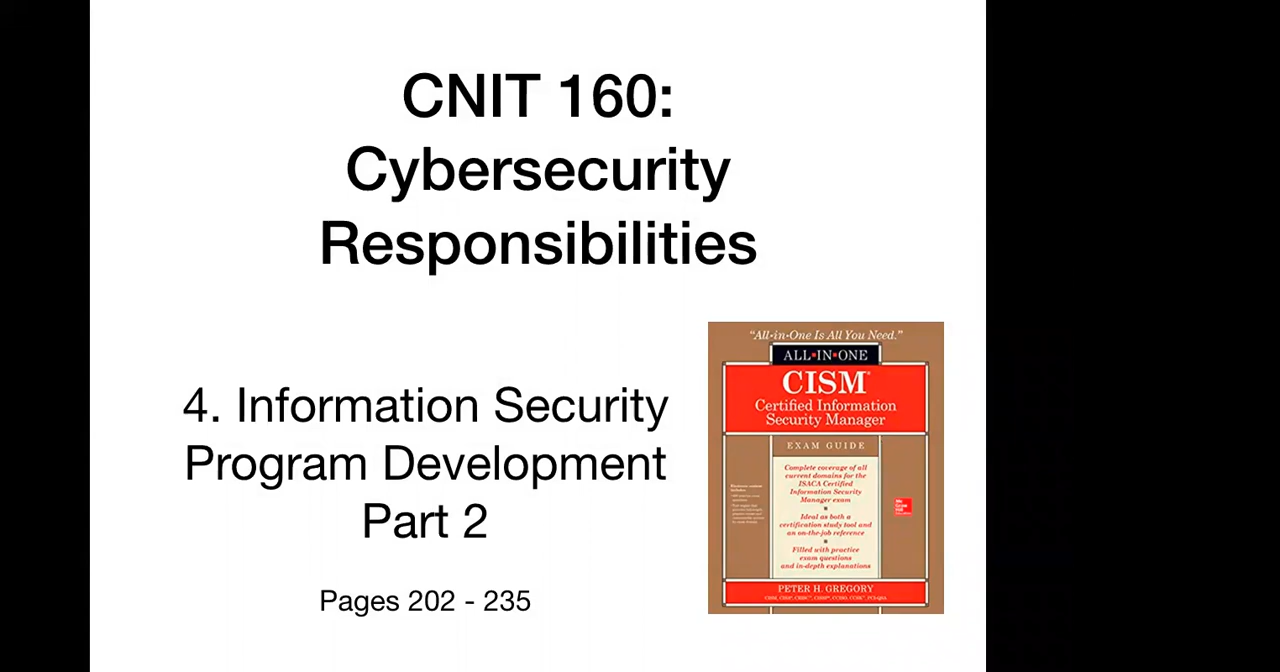 CNIT 160:
Cybersecurity
Responsibilities
4. Information Security
Program Development
Part 2
Pages 202 - 235
“All-in-One Is All You Need.”
ALL•IN•ONE
CISM®
Certified Information
Security Manager
EXAM GUIDE
Complete coverage of all
current domains for the
ISACA Certified
Information Security
Manager exam
Ideal as both a
certification study tool and
an on-the-job reference
Filled with practice
exam questions
and in-depth explanations
PETER H. GREGORY